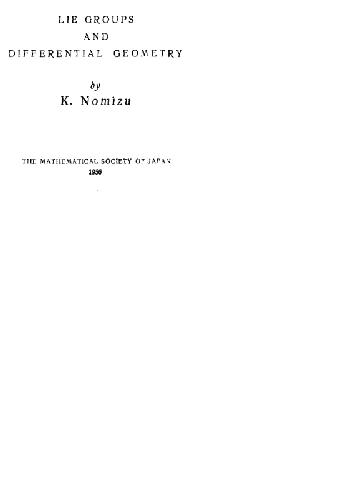 LIE GROUPS
AND
DIFFERENTIAL GEOMETRY
by
K. Nomizu
THE MATHEMATICAL SOCIETY OF JAPAN
1956